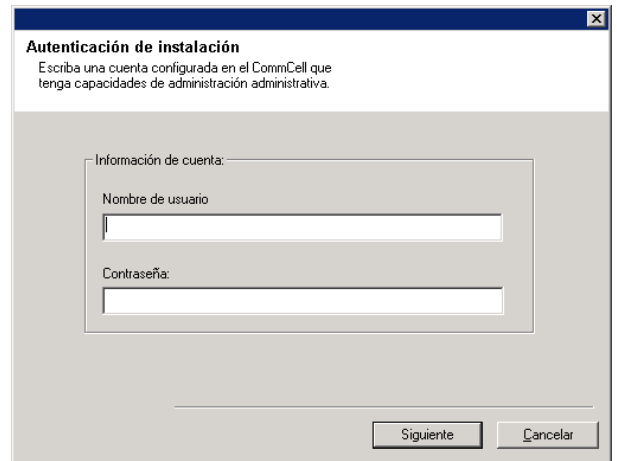 Autenticación de instalación
Escriba una cuenta configurada en el CommCell que
tenga capacidades de administración administrativa.
Información de cuenta:
Nombre de usuario
Contraseña:
Siguiente
Cancelar